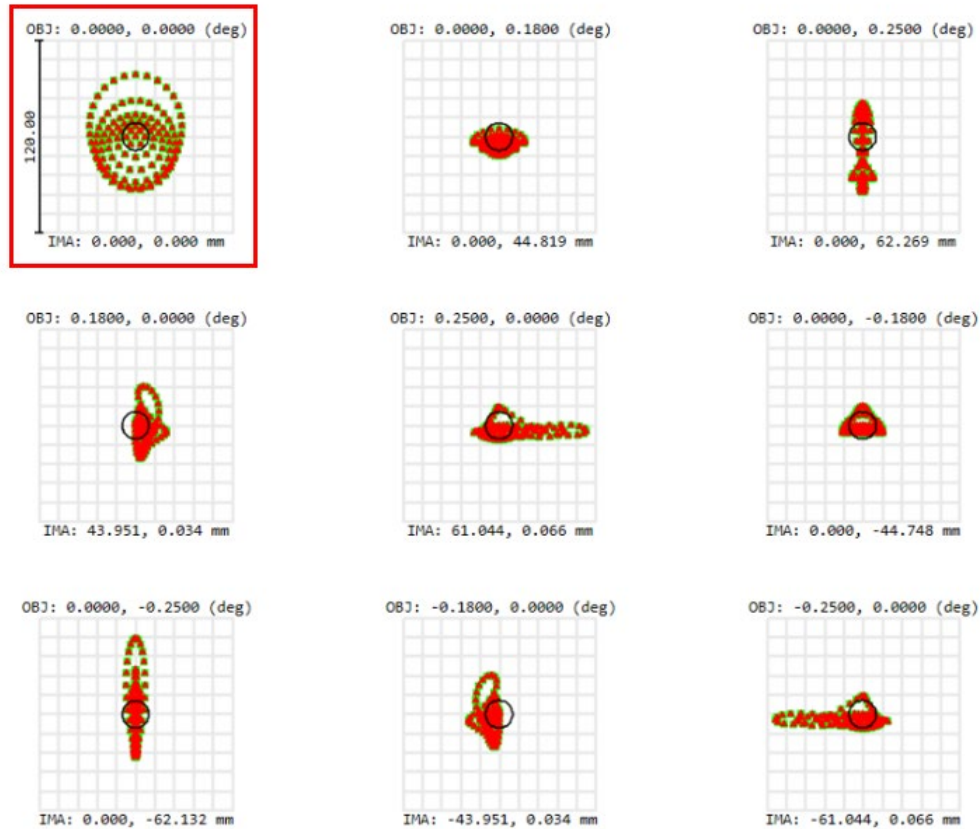 OBJ: 0.0000, 0.0000 (deg)
OBJ: 0.0000, 0.1800 (deg)
OBJ: 0.0000, 0.2500 (deg)
120.00
IMA: 0.000, 0.000 mm
IMA: 0.000, 44.819 mm
IMA: 0.000, 62.269 mm
OBJ: 0.1800, 0.0000 (deg)
OBJ: 0.2500, 0.0000 (deg)
OBJ: 0.0000, -0.1800 (deg)
IMA: 43.951, 0.034 mm
IMA: 61.044, 0.066 mm
IMA: 0.000, -44.748 mm
OBJ: 0.0000, -0.2500 (deg)
OBJ: -0.1800, 0.0000 (deg)
OBJ: -0.2500, 0.0000 (deg)
IMA: 0.000, -62.132 mm
IMA: -43.951, 0.034 mm
IMA: -61.044, 0.066 mm